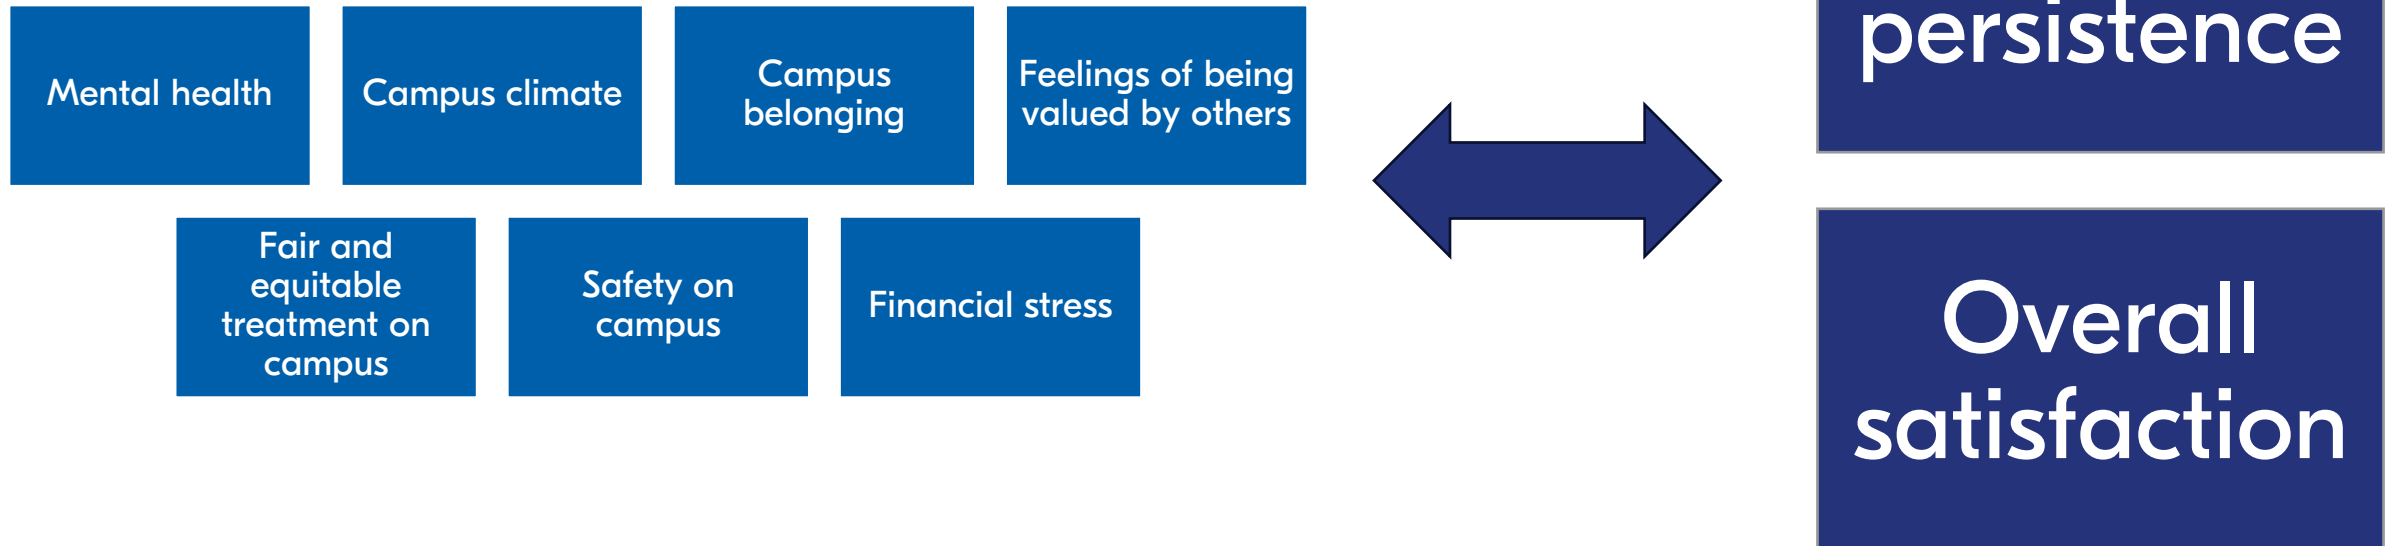 Mental health
Campus climate
Campus
belonging
Feelings of being
valued by others
Fair and
equitable
treatment on
campus
Safety on
campus
Financial stress
persistence
Overall
satisfaction